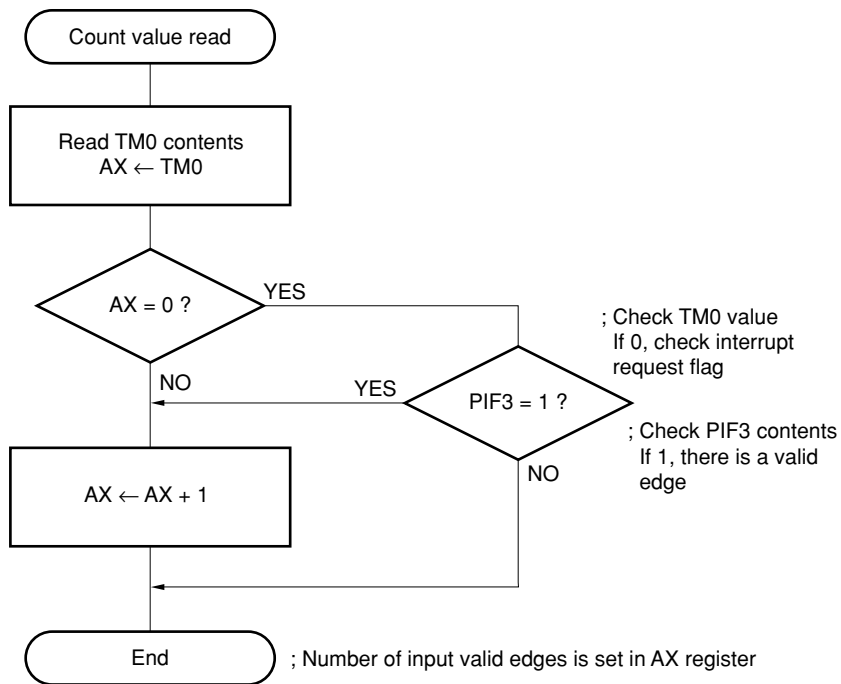 Count value read
Read TM0 contents
AX ← TM0
AX = 0 ?
YES
; Check TM0 value
If 0, check interrupt
request flag
NO
YES
PIF3 = 1 ?
; Check PIF3 contents
If 1, there is a valid
edge
NO
AX ← AX + 1
End
; Number of input valid edges is set in AX register